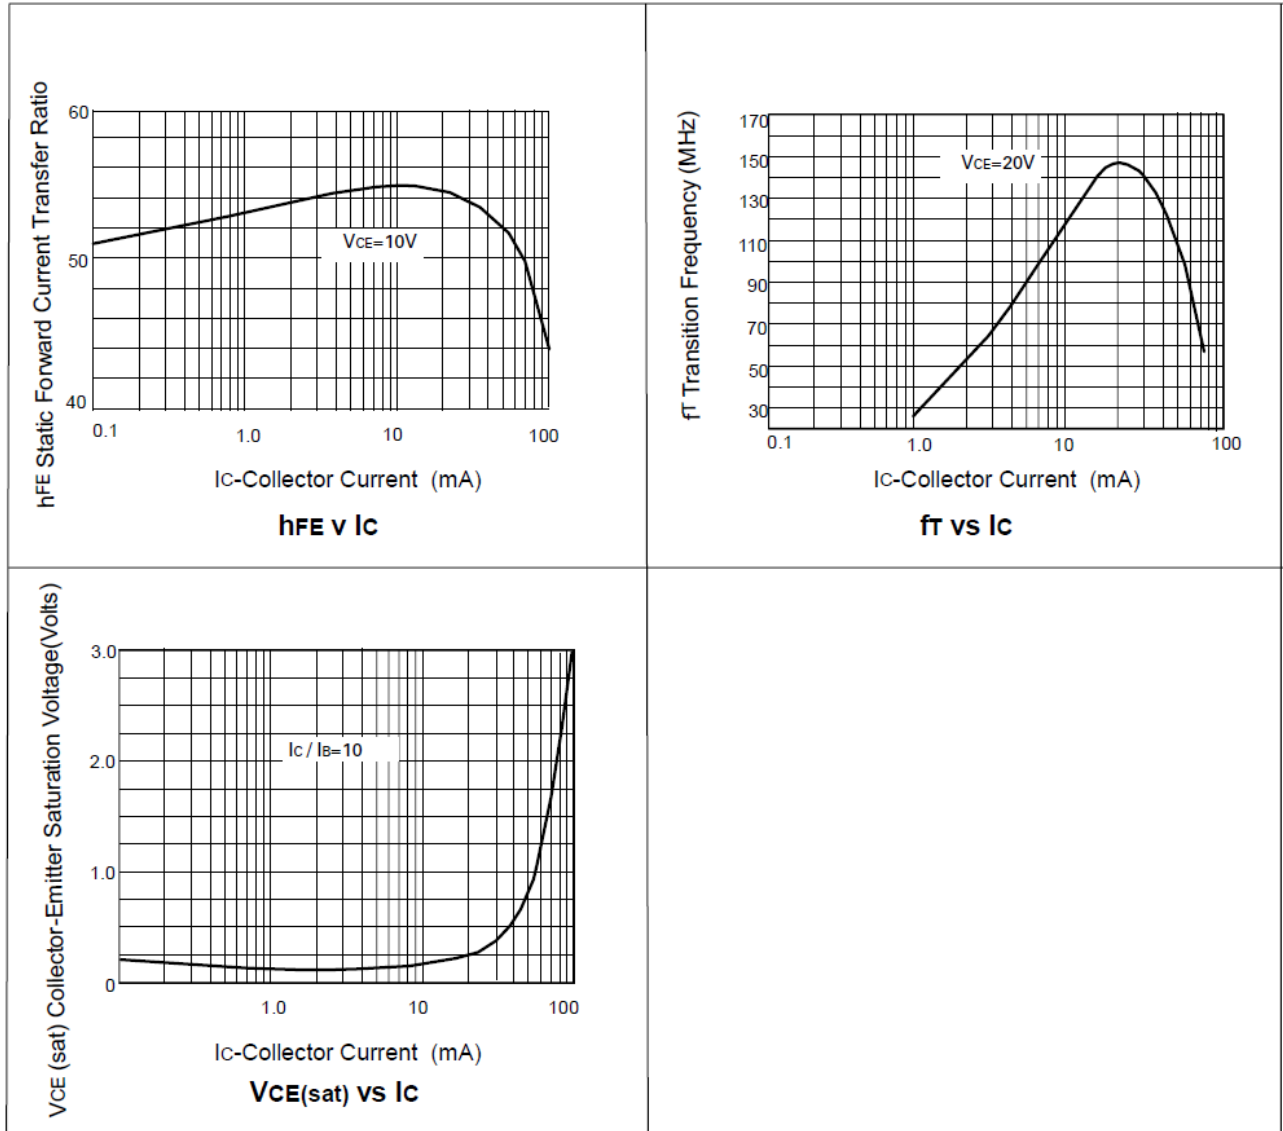 hFE Static Forward Current Transfer Ratio
60
50
40
VCE=10V
0.1 1.0 10 100
IC-Collector Current (mA)
hFE v IC
fT Transition Frequency (MHz)
170
150
130
110
90
70
50
30
VCE=20V
0.1 1.0 10 100
IC-Collector Current (mA)
fT vs IC
VCE (sat) Collector-Emitter Saturation Voltage(Volts)
3.0
2.0
1.0
0
IC / IB=10
1.0 10 100
IC-Collector Current (mA)
VCE(sat) vs IC